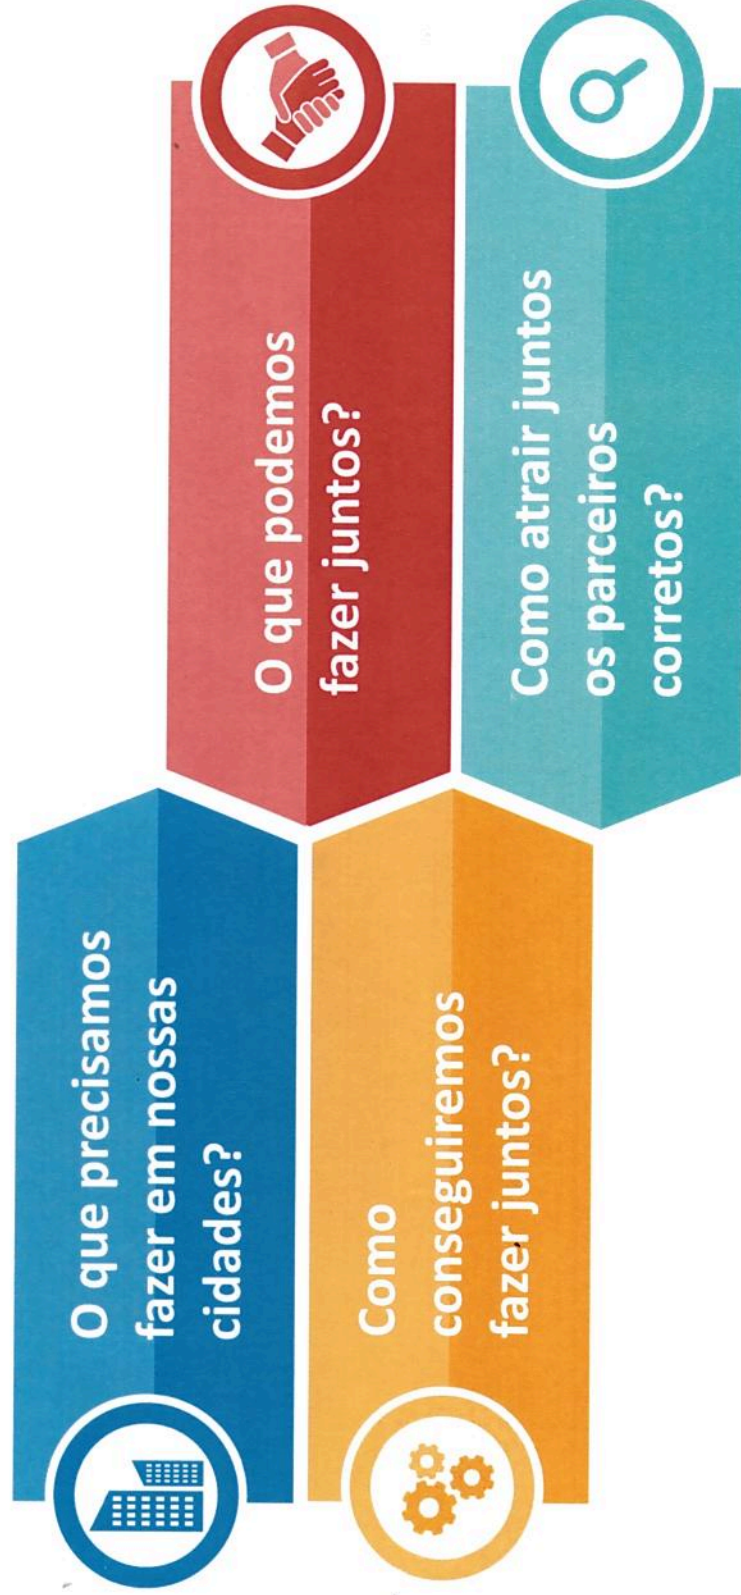 O que precisamos
fazer em nossas
cidades?
O que podemos
fazer juntos?
Como
conseguiremos
fazer juntos?
Como atrair juntos
os parceiros
corretos?